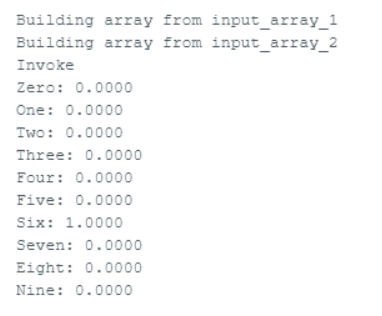 Building array from input_array_1
Building array from input_array_2
Invoke
Zero: 0.0000
One: 0.0000
Two: 0.0000
Three: 0.0000
Four: 0.0000
Five: 0.0000
Six: 1.0000
Seven: 0.0000
Eight: 0.0000
Nine: 0.0000